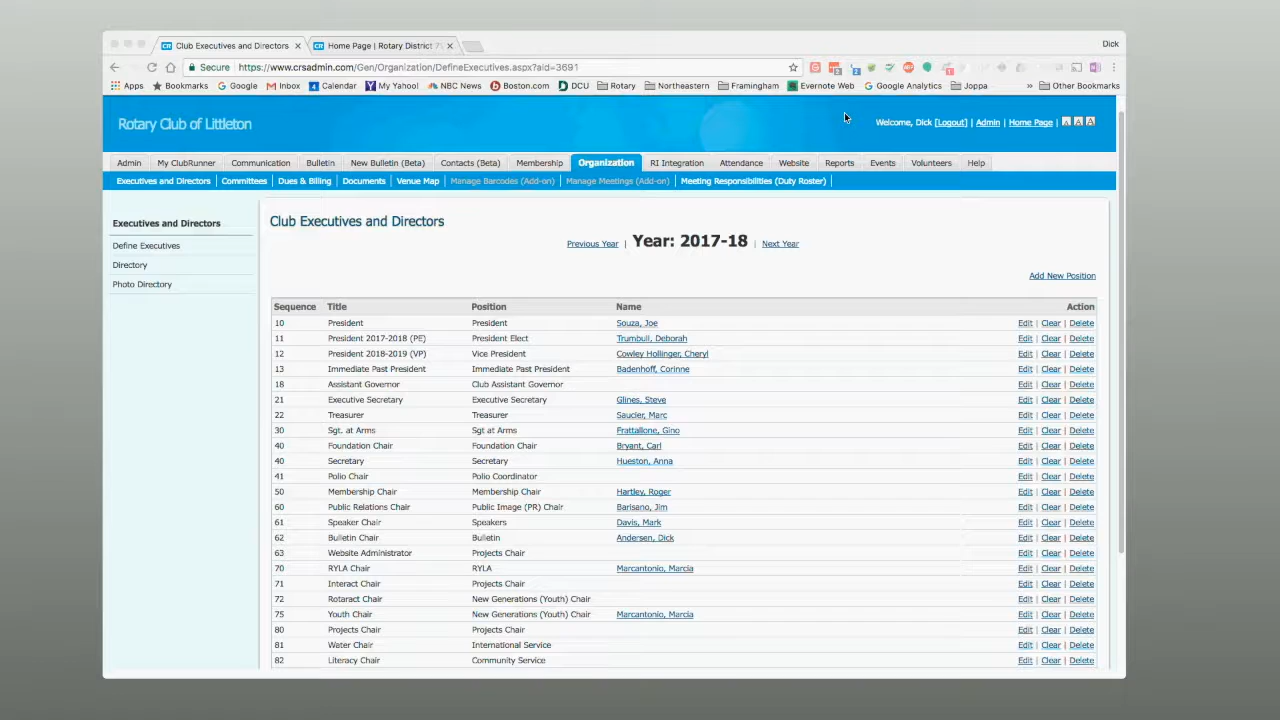 Club Executives and Directors Home Page | Rotary District 7 Dick
Secure https://www.crsadmin.com/Gen/Organization/DefineExecutives.aspx?aid=3691
Apps Bookmarks Google Inbox Calendar My Yahoo! NBC News Boston.com DCU Rotary Northeastern Framingham Evernote Web Google Analytics Joppa » Other Bookmarks
Rotary Club of Littleton
Welcome, Dick [Logout] | Admin | Home Page | A A A
Admin My ClubRunner Communication Bulletin New Bulletin (Beta) Contacts (Beta) Membership Organization RI Integration Attendance Website Reports Events Volunteers Help
Executives and Directors | Committees | Dues & Billing | Documents | Venue Map | Manage Barcodes (Add-on) | Manage Meetings (Add-on) | Meeting Responsibilities (Duty Roster) |
Executives and Directors
Define Executives
Directory
Photo Directory
Club Executives and Directors
Previous Year | Year: 2017-18 | Next Year
Add New Position
Sequence Title Position Name Action
10 President President Souza, Joe Edit | Clear | Delete
11 President 2017-2018 (PE) President Elect Trumbull, Deborah Edit | Clear | Delete
12 President 2018-2019 (VP) Vice President Cowley Hollinger, Cheryl Edit | Clear | Delete
13 Immediate Past President Immediate Past President Badenhoff, Corinne Edit | Clear | Delete
18 Assistant Governor Club Assistant Governor Edit | Clear | Delete
21 Executive Secretary Executive Secretary Glines, Steve Edit | Clear | Delete
22 Treasurer Treasurer Saucier, Marc Edit | Clear | Delete
30 Sgt. at Arms Sgt at Arms Frattallone, Gino Edit | Clear | Delete
40 Foundation Chair Foundation Chair Bryant, Carl Edit | Clear | Delete
40 Secretary Secretary Hueston, Anna Edit | Clear | Delete
41 Polio Chair Polio Coordinator Edit | Clear | Delete
50 Membership Chair Membership Chair Hartley, Roger Edit | Clear | Delete
60 Public Relations Chair Public Image (PR) Chair Barisano, Jim Edit | Clear | Delete
61 Speaker Chair Speakers Davis, Mark Edit | Clear | Delete
62 Bulletin Chair Bulletin Andersen, Dick Edit | Clear | Delete
63 Website Administrator Projects Chair Edit | Clear | Delete
70 RYLA Chair RYLA Marcantonio, Marcia Edit | Clear | Delete
71 Interact Chair Projects Chair Edit | Clear | Delete
72 Rotaract Chair New Generations (Youth) Chair Edit | Clear | Delete
75 Youth Chair New Generations (Youth) Chair Marcantonio, Marcia Edit | Clear | Delete
80 Projects Chair Projects Chair Edit | Clear | Delete
81 Water Chair International Service Edit | Clear | Delete
82 Literacy Chair Community Service Edit | Clear | Delete